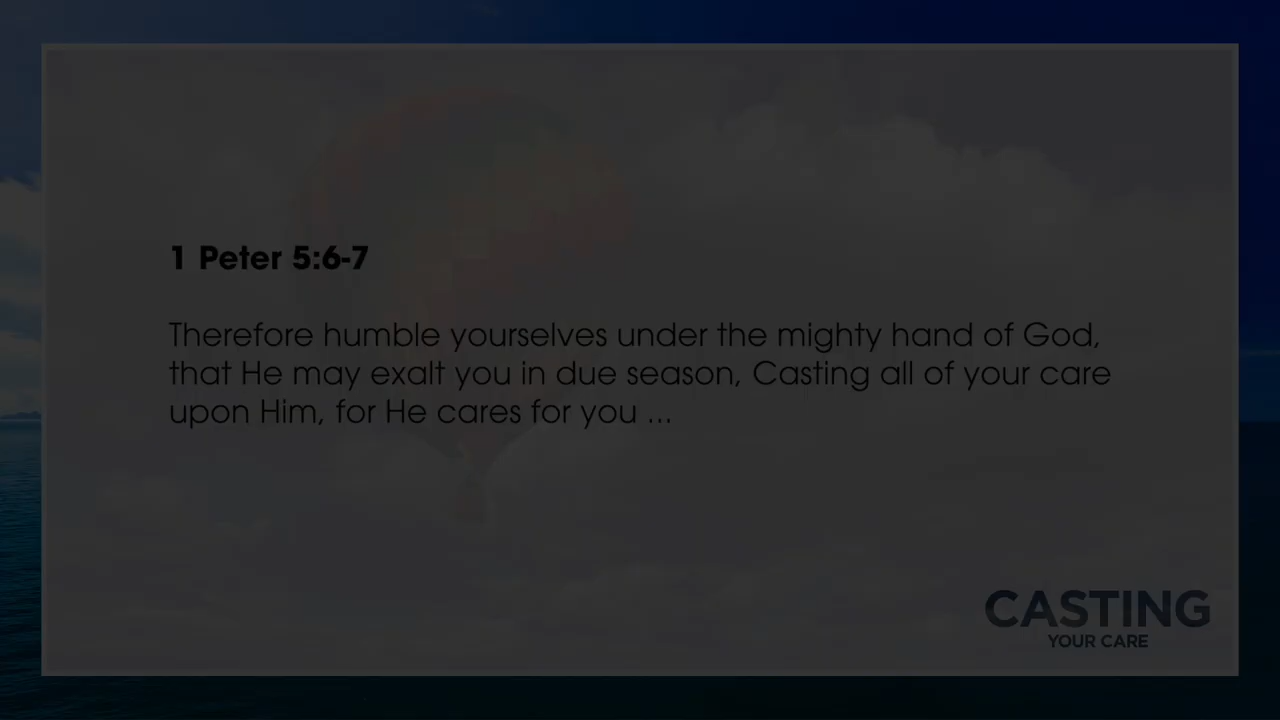 1 Peter 5:6-7
Therefore humble yourselves under the mighty hand of God,
that He may exalt you in due season, Casting all of your care
upon Him, for He cares for you ...
CASTING
YOUR CARE